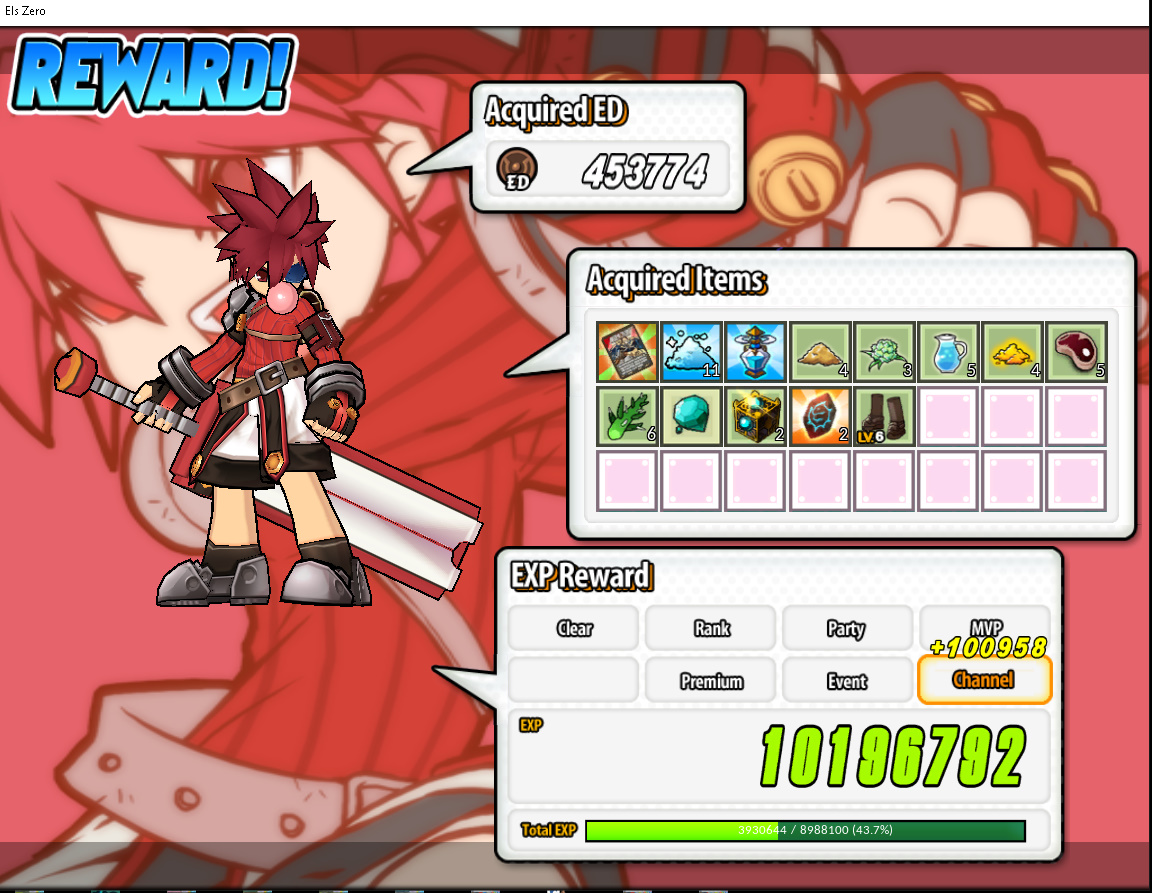 Els Zero
REWARD!
Acquired ED
ED 453774
Acquired Items
11 4 3 5 4 5
6 2 2 LV.6
EXP Reward
Clear Rank Party MVP
+100958
Premium Event Channel
EXP
10196792
Total EXP 3930644 / 8988100 (43.7%)